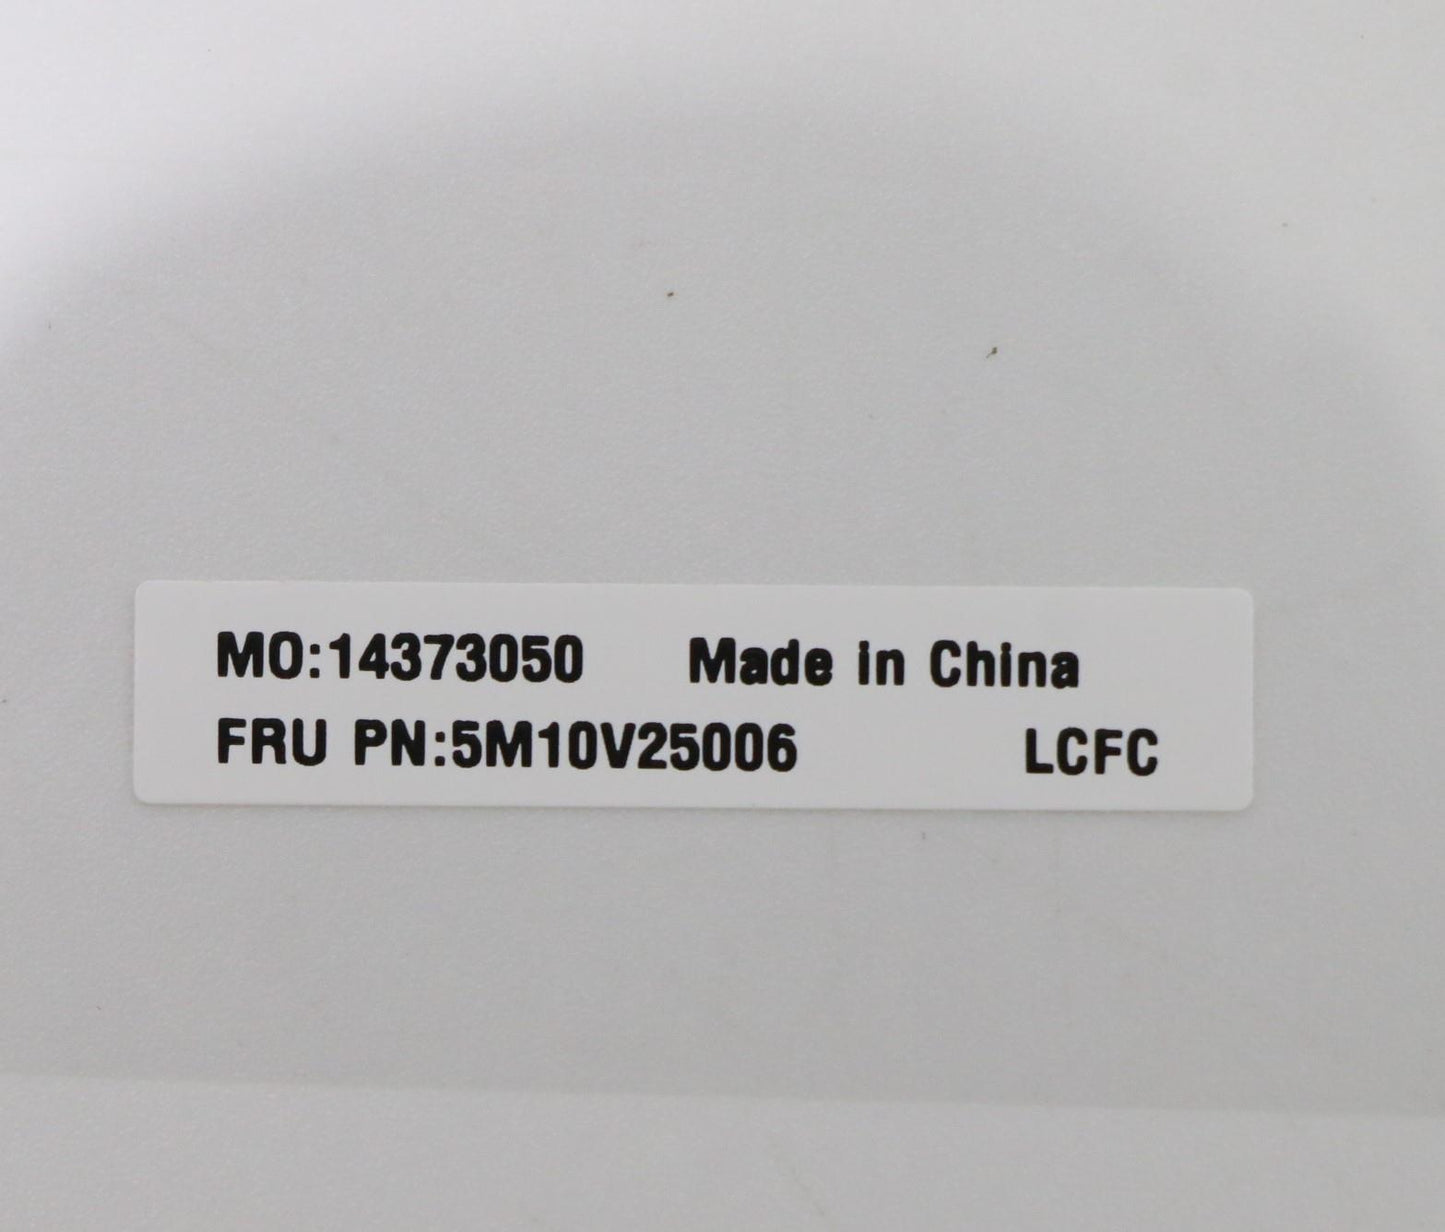 MO:14373050 Made in China
FRU PN:5M10V25006 LCFC